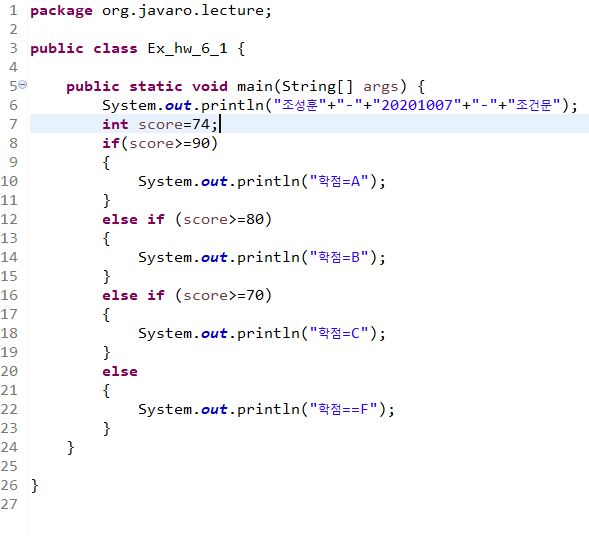 1 package org.javaro.lecture;
2
3 public class Ex_hw_6_1 {
4
5 public static void main(String[] args) {
6 System.out.println("조성훈"+"-"+"20201007"+"-"+"조건문");
7 int score=74;
8 if(score>=90)
9 {
10 System.out.println("학점=A");
11 }
12 else if (score>=80)
13 {
14 System.out.println("학점=B");
15 }
16 else if (score>=70)
17 {
18 System.out.println("학점=C");
19 }
20 else
21 {
22 System.out.println("학점==F");
23 }
24 }
25
26 }
27